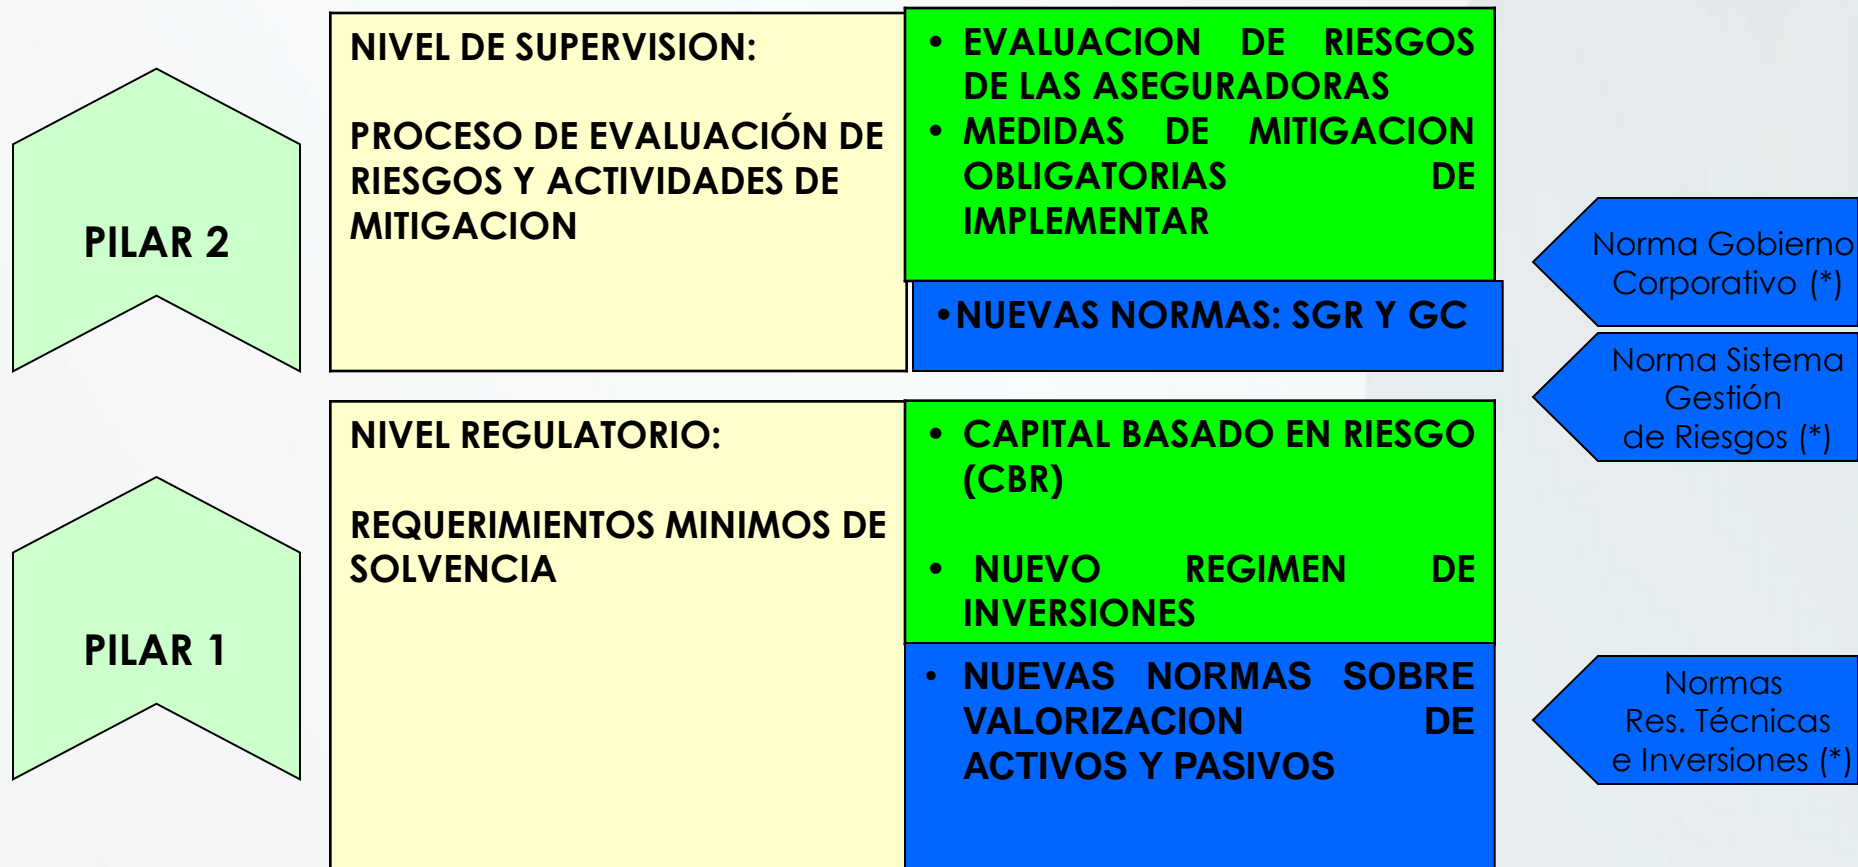 PILAR 2
NIVEL DE SUPERVISION:
PROCESO DE EVALUACIÓN DE
RIESGOS Y ACTIVIDADES DE
MITIGACION
• EVALUACION DE RIESGOS
DE LAS ASEGURADORAS
• MEDIDAS DE MITIGACION
OBLIGATORIAS DE
IMPLEMENTAR
•NUEVAS NORMAS: SGR Y GC
Norma Gobierno
Corporativo (*)
Norma Sistema
Gestión
de Riesgos (*)
PILAR 1
NIVEL REGULATORIO:
REQUERIMIENTOS MINIMOS DE
SOLVENCIA
• CAPITAL BASADO EN RIESGO
(CBR)
• NUEVO REGIMEN DE
INVERSIONES
• NUEVAS NORMAS SOBRE
VALORIZACION DE
ACTIVOS Y PASIVOS
Normas
Res. Técnicas
e Inversiones (*)